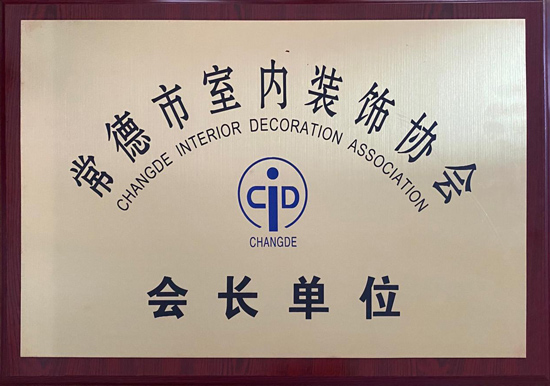 常德市室内装饰协会
CHANGDE INTERIOR DECORATION ASSOCIATION
CiD
CHANGDE
会长单位